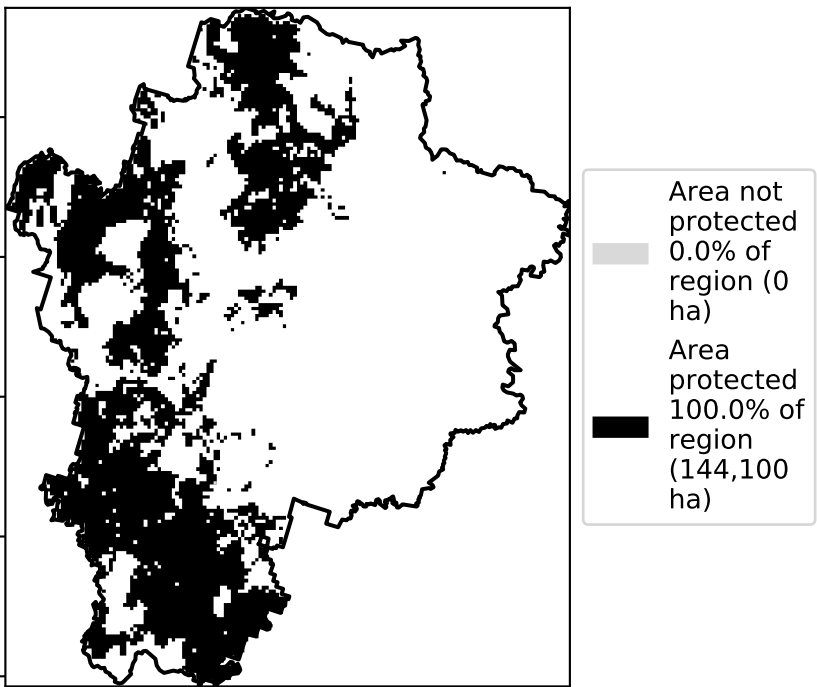 Area not
protected
0.0% of
region (0
ha)
Area
protected
100.0% of
region
(144,100
ha)